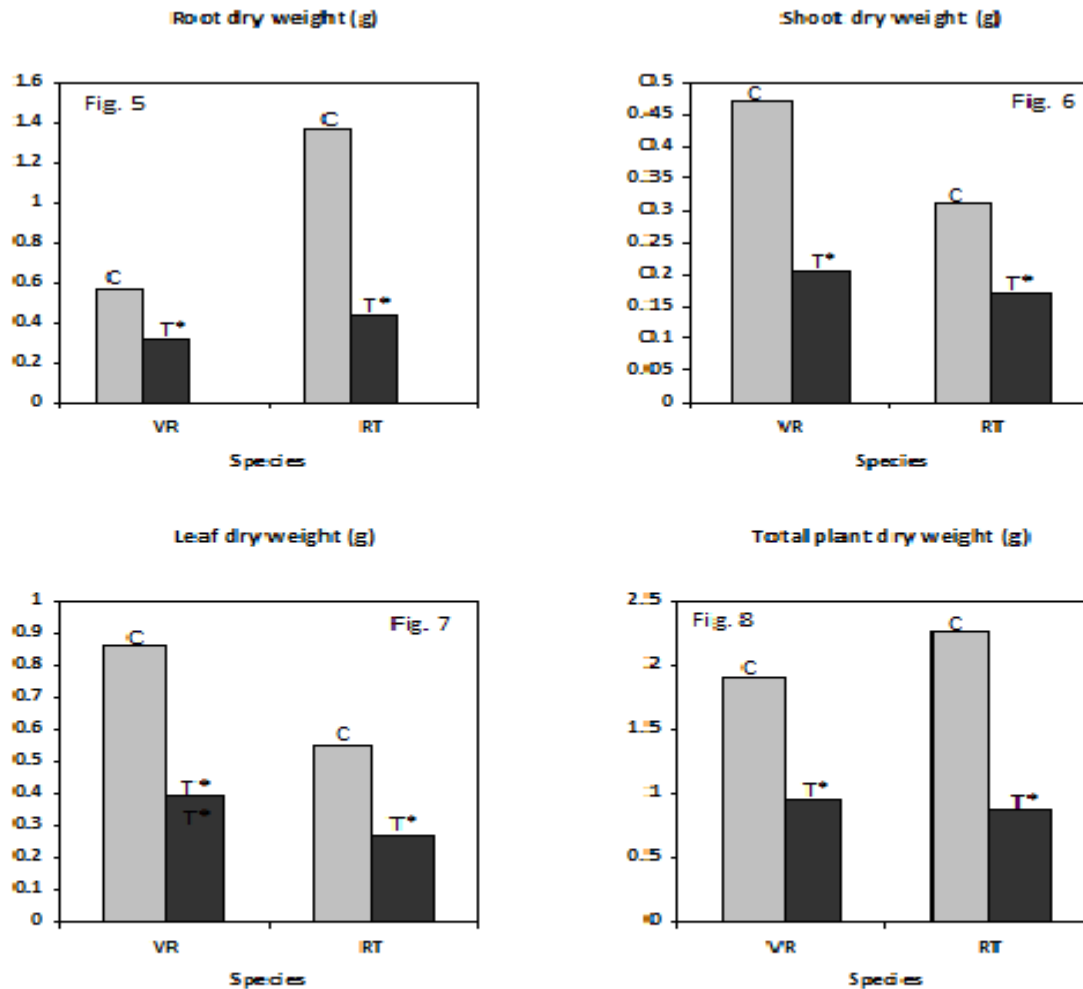 Root dry weight (g)
1.6
1.4
1.2
1
0.8
0.6
0.4
0.2
0
Fig. 5
C
T*
C
T*
VR
RT
Species
Shoot dry weight (g)
0.5
0.45
0.4
0.35
0.3
0.25
0.2
0.15
0.1
0.05
0
Fig. 6
C
T*
C
T*
VR
RT
Species
Leaf dry weight (g)
1
0.9
0.8
0.7
0.6
0.5
0.4
0.3
0.2
0.1
0
Fig. 7
C
T*
T*
C
T*
VR
RT
Species
Total plant dry weight (g)
2.5
2
1.5
1
0.5
0
Fig. 8
C
T*
C
T*
VR
RT
Species